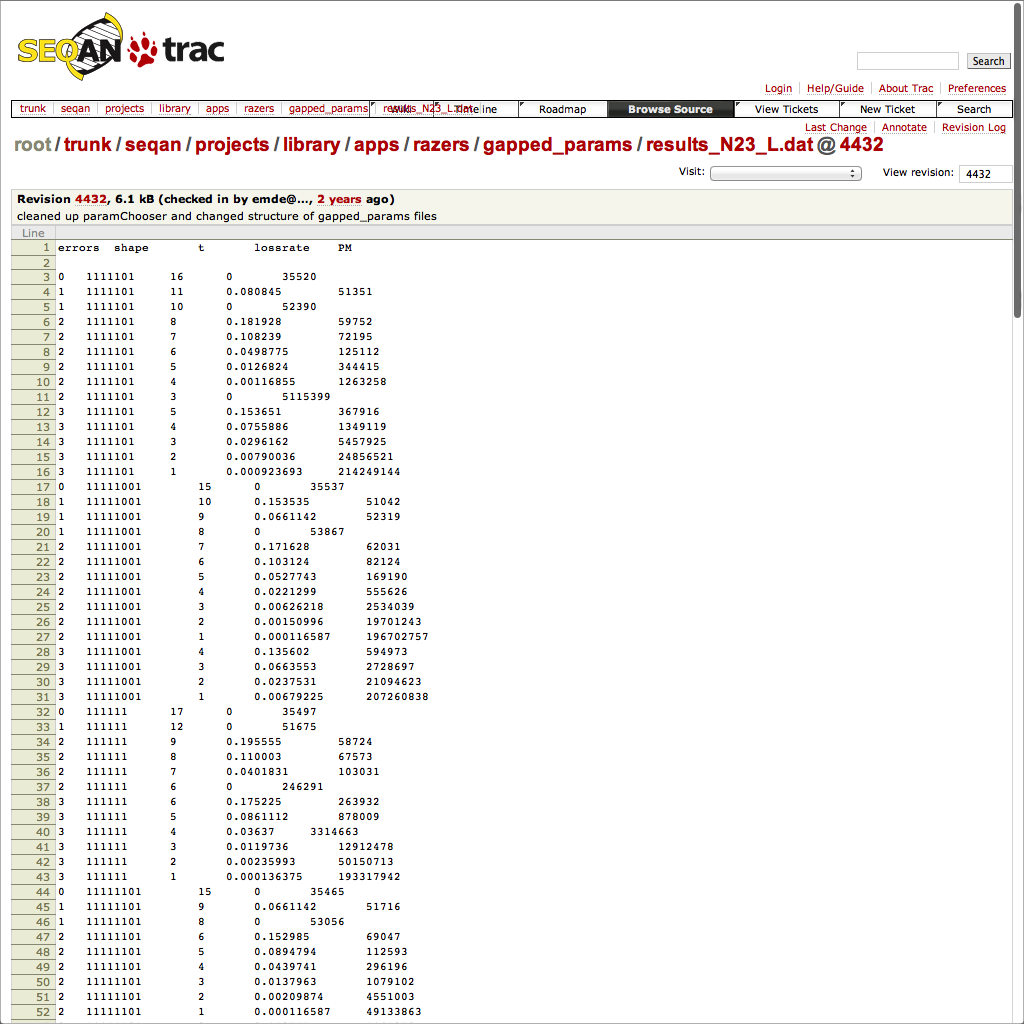 SEQAN trac
Search
Login Help/Guide About Trac Preferences
trunk seqan projects library apps razers gapped_params results_N23_L.dat
Wiki Timeline Roadmap Browse Source View Tickets New Ticket Search
Last Change Annotate Revision Log
root / trunk / seqan / projects / library / apps / razers / gapped_params / results_N23_L.dat @ 4432
Visit: View revision: 4432
Revision 4432, 6.1 kB (checked in by emde@..., 2 years ago)
cleaned up paramChooser and changed structure of gapped_params files
Line
1 errors shape t lossrate PM
2
3 0 1111101 16 0 35520
4 1 1111101 11 0.080845 51351
5 1 1111101 10 0 52390
6 2 1111101 8 0.181928 59752
7 2 1111101 7 0.108239 72195
8 2 1111101 6 0.0498775 125112
9 2 1111101 5 0.0126824 344415
10 2 1111101 4 0.00116855 1263258
11 2 1111101 3 0 5115399
12 3 1111101 5 0.153651 367916
13 3 1111101 4 0.0755886 1349119
14 3 1111101 3 0.0296162 5457925
15 3 1111101 2 0.00790036 24856521
16 3 1111101 1 0.000923693 214249144
17 0 11111001 15 0 35537
18 1 11111001 10 0.153535 51042
19 1 11111001 9 0.0661142 52319
20 1 11111001 8 0 53867
21 2 11111001 7 0.171628 62031
22 2 11111001 6 0.103124 82124
23 2 11111001 5 0.0527743 169190
24 2 11111001 4 0.0221299 555626
25 2 11111001 3 0.00626218 2534039
26 2 11111001 2 0.00150996 19701243
27 2 11111001 1 0.000116587 196702757
28 3 11111001 4 0.135602 594973
29 3 11111001 3 0.0663553 2728697
30 3 11111001 2 0.0237531 21094623
31 3 11111001 1 0.00679225 207260838
32 0 111111 17 0 35497
33 1 111111 12 0 51675
34 2 111111 9 0.195555 58724
35 2 111111 8 0.110003 67573
36 2 111111 7 0.0401831 103031
37 2 111111 6 0 246291
38 3 111111 6 0.175225 263932
39 3 111111 5 0.0861112 878009
40 3 111111 4 0.03637 3314663
41 3 111111 3 0.0119736 12912478
42 3 111111 2 0.00235993 50150713
43 3 111111 1 0.000136375 193317942
44 0 11111101 15 0 35465
45 1 11111101 9 0.0661142 51716
46 1 11111101 8 0 53056
47 2 11111101 6 0.152985 69047
48 2 11111101 5 0.0894794 112593
49 2 11111101 4 0.0439741 296196
50 2 11111101 3 0.0137963 1079102
51 2 11111101 2 0.00209874 4551003
52 2 11111101 1 0.000116587 49133863